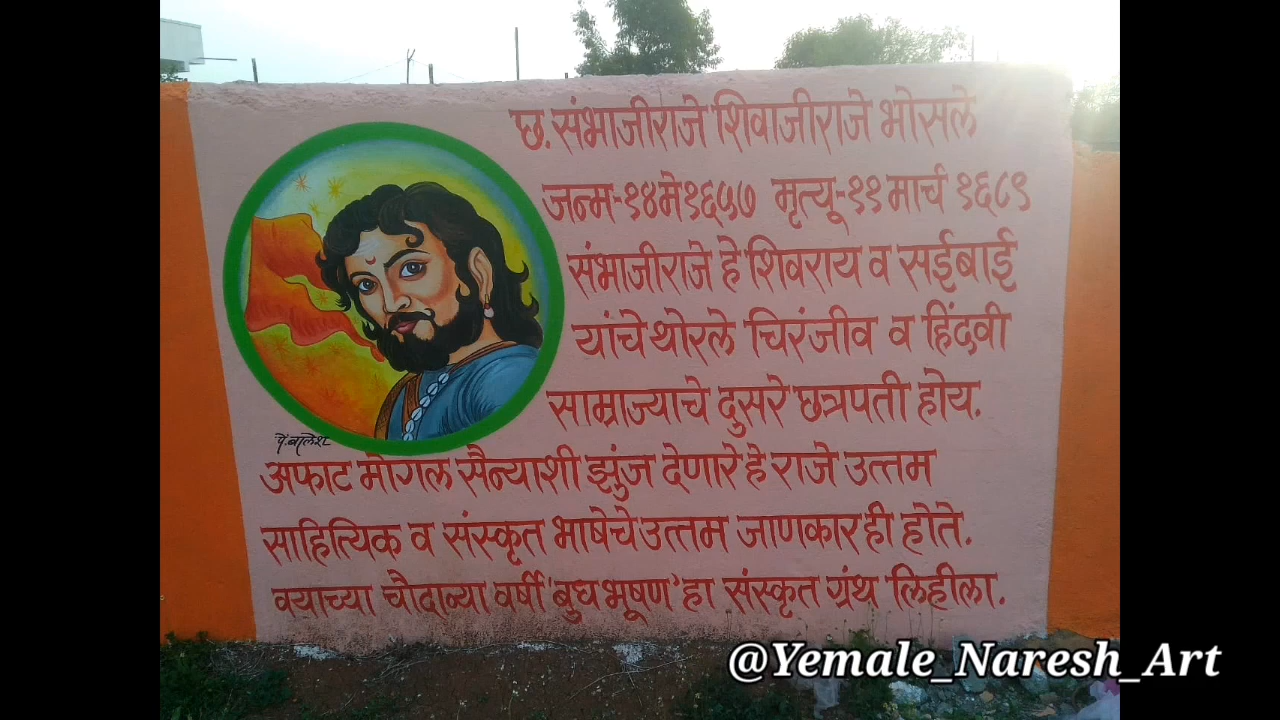 छ. संभाजीराजे शिवाजीराजे भोसले
जन्म-१४मे१६५७ मृत्यू-११ मार्च १६८९
संभाजीराजे हे शिवराय व सईबाई
यांचे थोरले चिरंजीव व हिंदवी
साम्राज्याचे दुसरे छत्रपती होय.
पें.बालेश
अफाट मोगल सैन्याशी झुंज देणारे हे राजे उत्तम
साहित्यिक व संस्कृत भाषेचे उत्तम जाणकार ही होते.
वयाच्या चौदाव्या वर्षी 'बुध भूषण' हा संस्कृत ग्रंथ लिहीला.
@Yemale_Naresh_Art